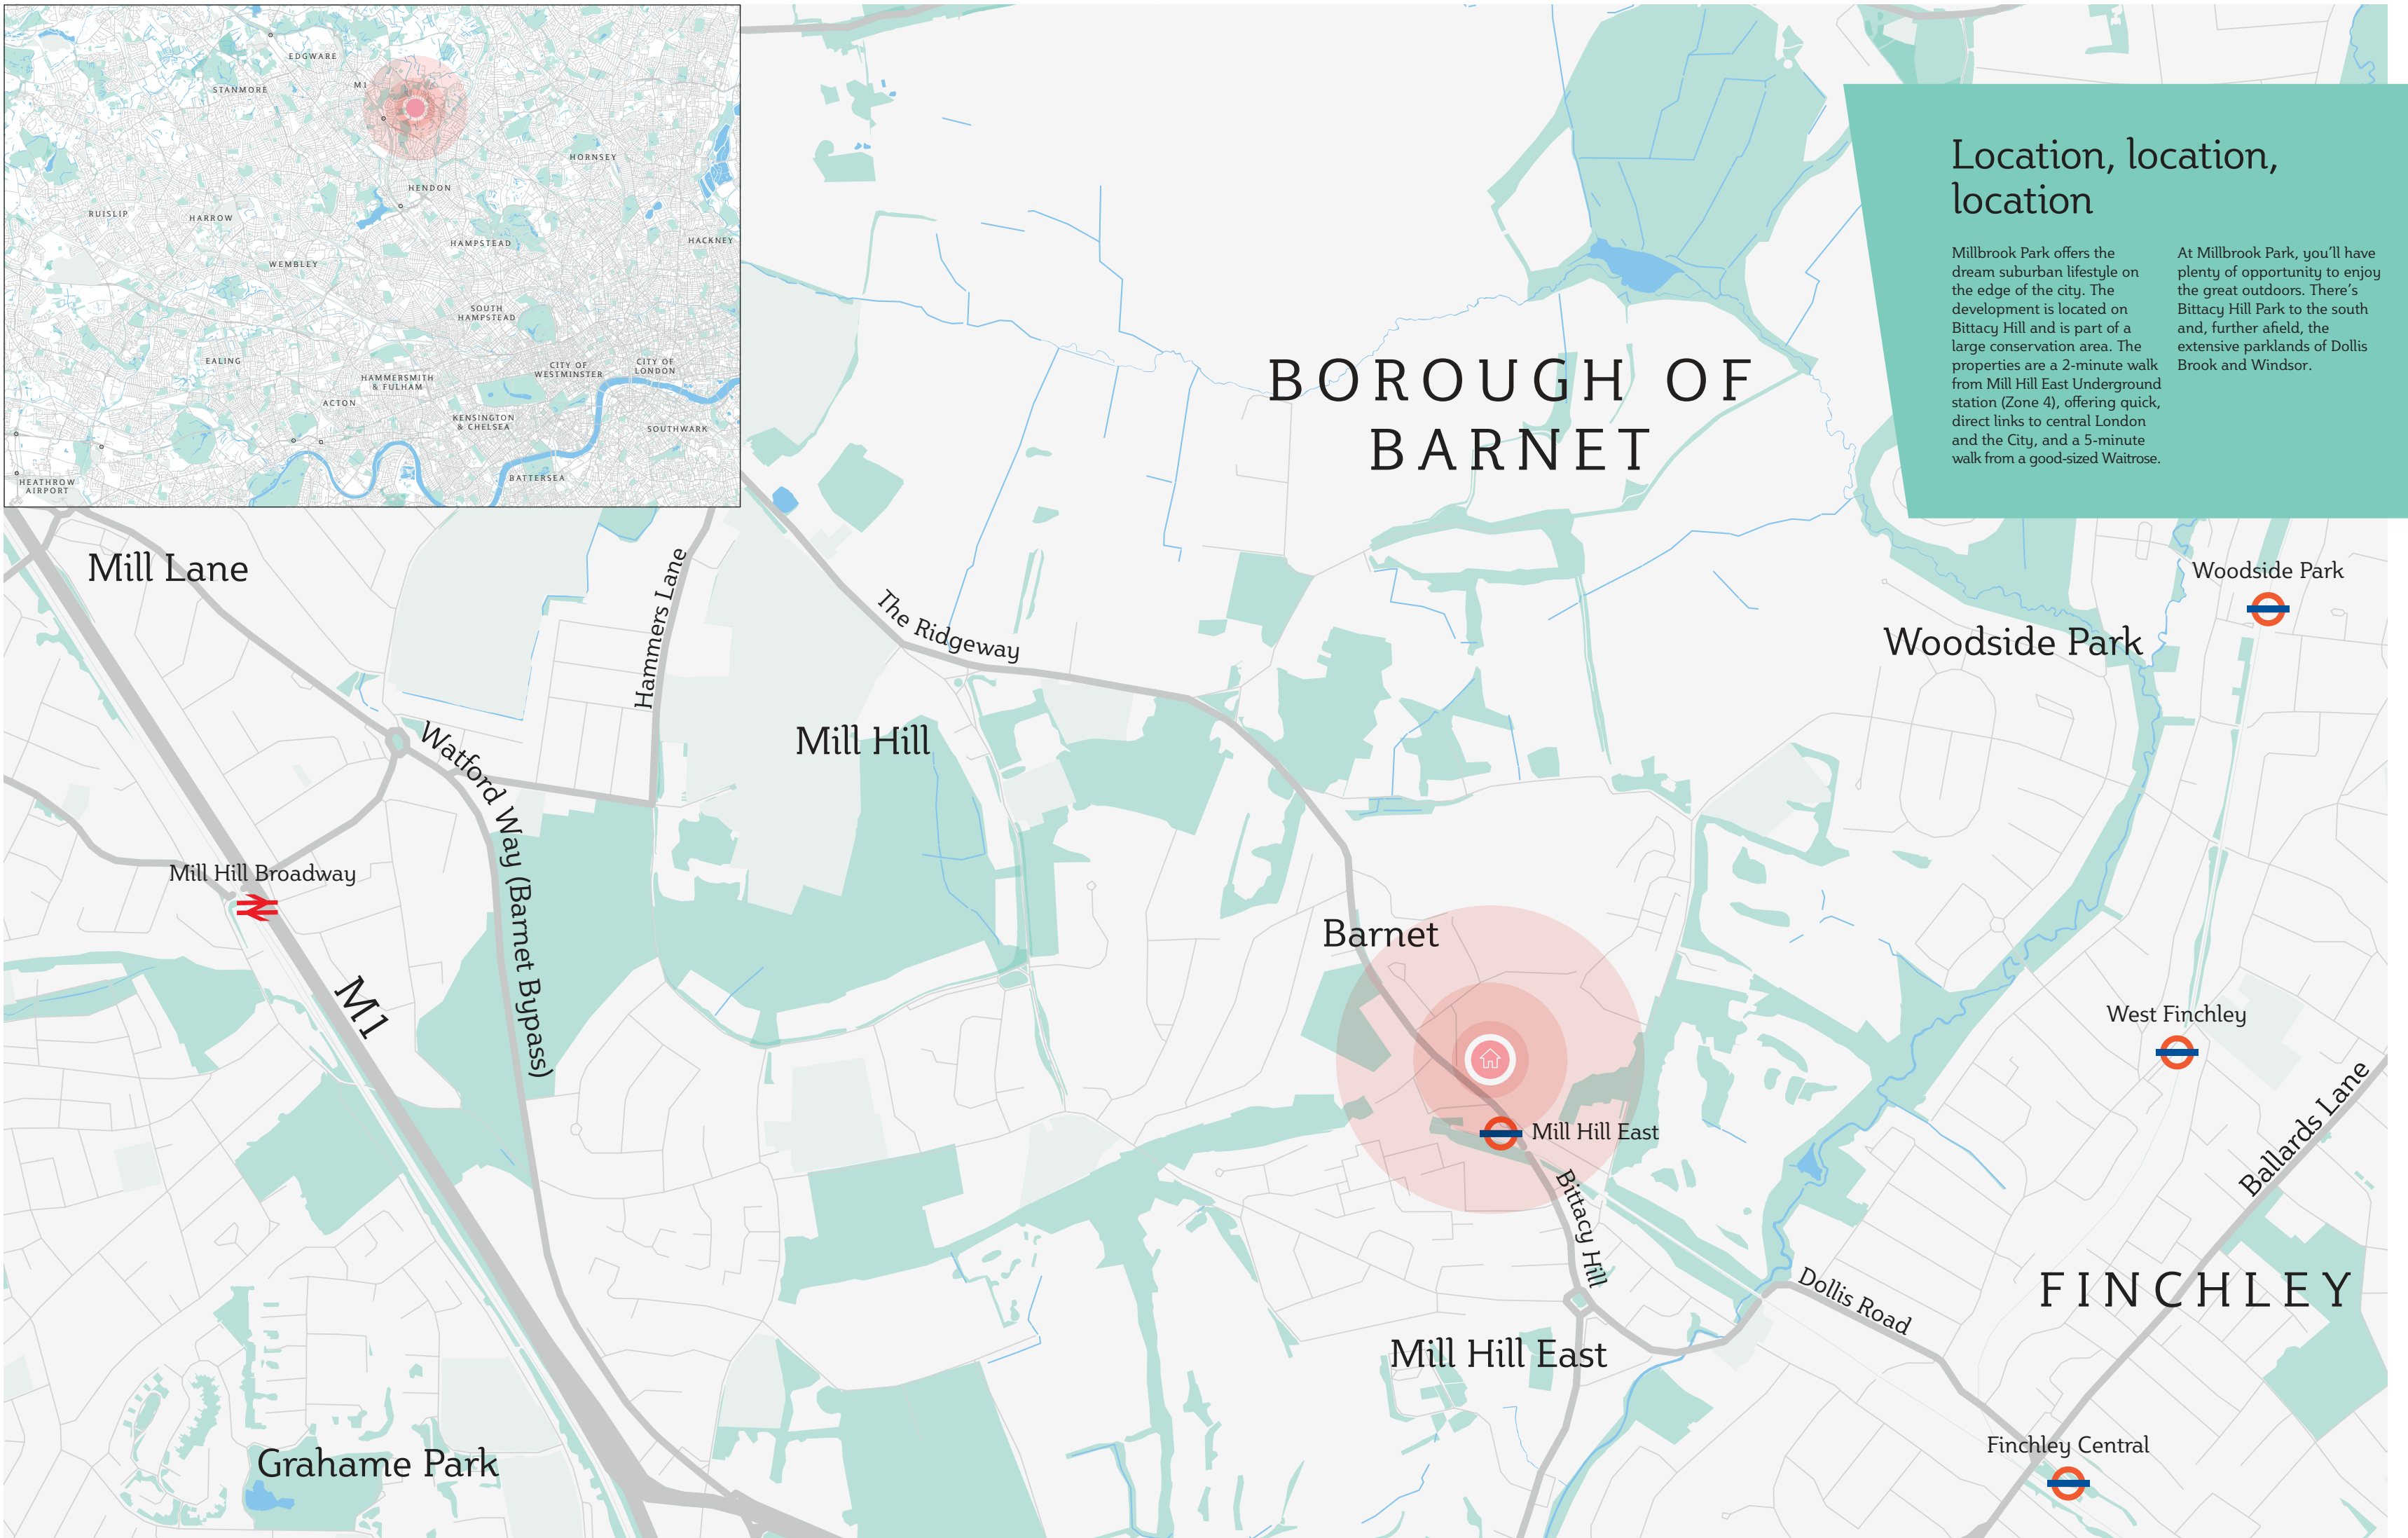 EDGWARE
M1
STANMORE
HORNSEY
HENDON
RUISLIP
HARROW
HAMPSTEAD
HACKNEY
WEMBLEY
SOUTH
HAMPSTEAD
EALING
CITY OF
WESTMINSTER
CITY OF
LONDON
HAMMERSMITH
& FULHAM
ACTON
KENSINGTON
& CHELSEA
SOUTHWARK
BATTERSEA
HEATHROW
AIRPORT
Location, location,
location
Millbrook Park offers the
dream suburban lifestyle on
the edge of the city. The
development is located on
Bittacy Hill and is part of a
large conservation area. The
properties are a 2-minute walk
from Mill Hill East Underground
station (Zone 4), offering quick,
direct links to central London
and the City, and a 5-minute
walk from a good-sized Waitrose.
At Millbrook Park, you’ll have
plenty of opportunity to enjoy
the great outdoors. There’s
Bittacy Hill Park to the south
and, further afield, the
extensive parklands of Dollis
Brook and Windsor.
BOROUGH OF
BARNET
Mill Lane
Hammers Lane
The Ridgeway
Woodside Park
Woodside Park
Mill Hill
Watford Way (Barnet Bypass)
Mill Hill Broadway
M1
Barnet
West Finchley
Mill Hill East
Ballards Lane
Bittacy Hill
Dollis Road
FINCHLEY
Mill Hill East
Grahame Park
Finchley Central